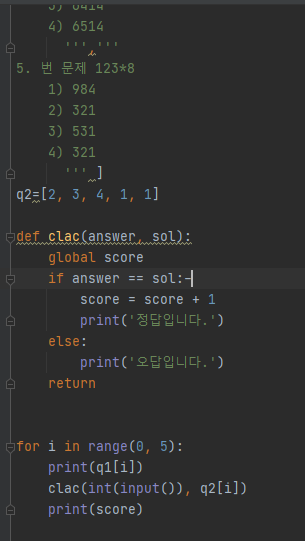 3) 6414
4) 6514
''','''
5. 번 문제 123*8
1) 984
2) 321
3) 531
4) 321
''']
q2=[2, 3, 4, 1, 1]
def clac(answer, sol):
global score
if answer == sol:
score = score + 1
print('정답입니다.')
else:
print('오답입니다.')
return
for i in range(0, 5):
print(q1[i])
clac(int(input()), q2[i])
print(score)